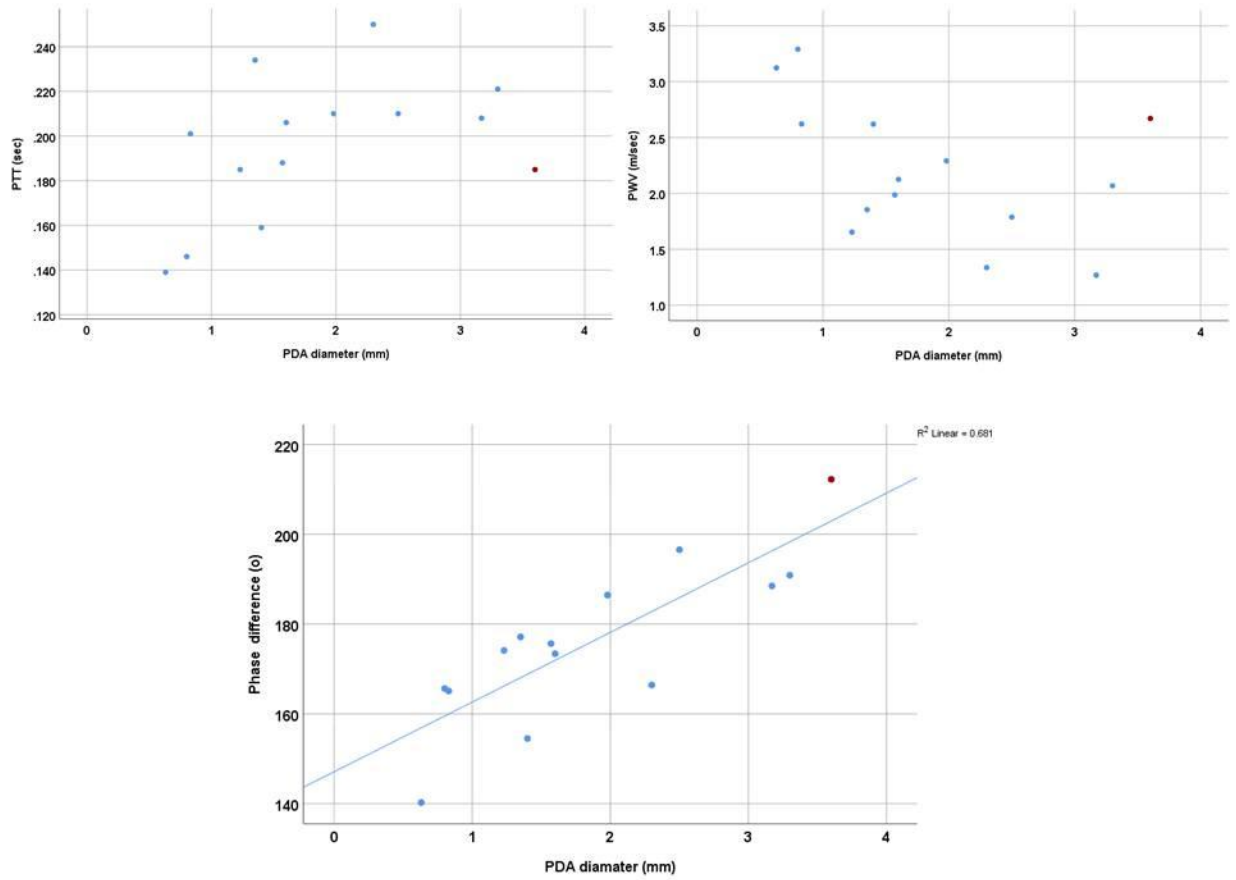 .240
.220
.200
.180
.160
.140
.120
PTT (sec)
0 1 2 3 4
PDA diameter (mm)
3.5
3.0
2.5
2.0
1.5
1.0
PWV (m/sec)
0 1 2 3 4
PDA diameter (mm)
R2 Linear = 0.681
220
200
180
160
140
Phase difference (o)
0 1 2 3 4
PDA diamater (mm)